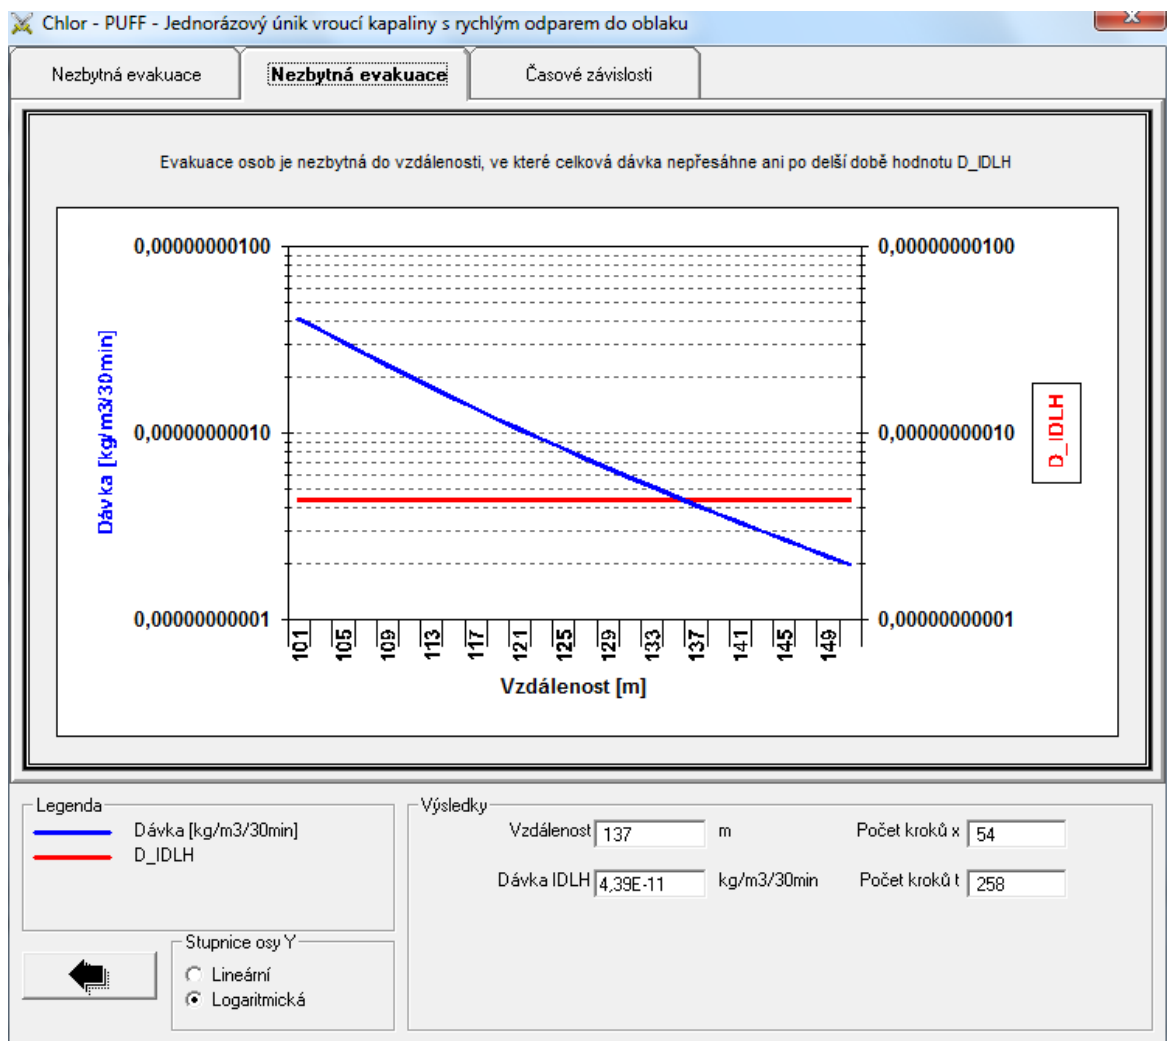 Chlor - PUFF - Jednorázový únik vroucí kapaliny s rychlým odparem do oblaku
X
Nezbytná evakuace
Nezbytná evakuace
Časové závislosti
Evakuace osob je nezbytná do vzdálenosti, ve které celková dávka nepřesáhne ani po delší době hodnotu D_IDLH
0,00000000100
0,00000000100
0,00000000010
0,00000000010
0,00000000001
0,00000000001
Dávka [kg/m3/30min]
D_IDLH
101 105 109 113 117 121 125 129 133 137 141 145 149
Vzdálenost [m]
Legenda
Dávka [kg/m3/30min]
D_IDLH
Stupnice osy Y
Lineární
Logaritmická
Výsledky
Vzdálenost 137 m Počet kroků x 54
Dávka IDLH 4,39E-11 kg/m3/30min Počet kroků t 258